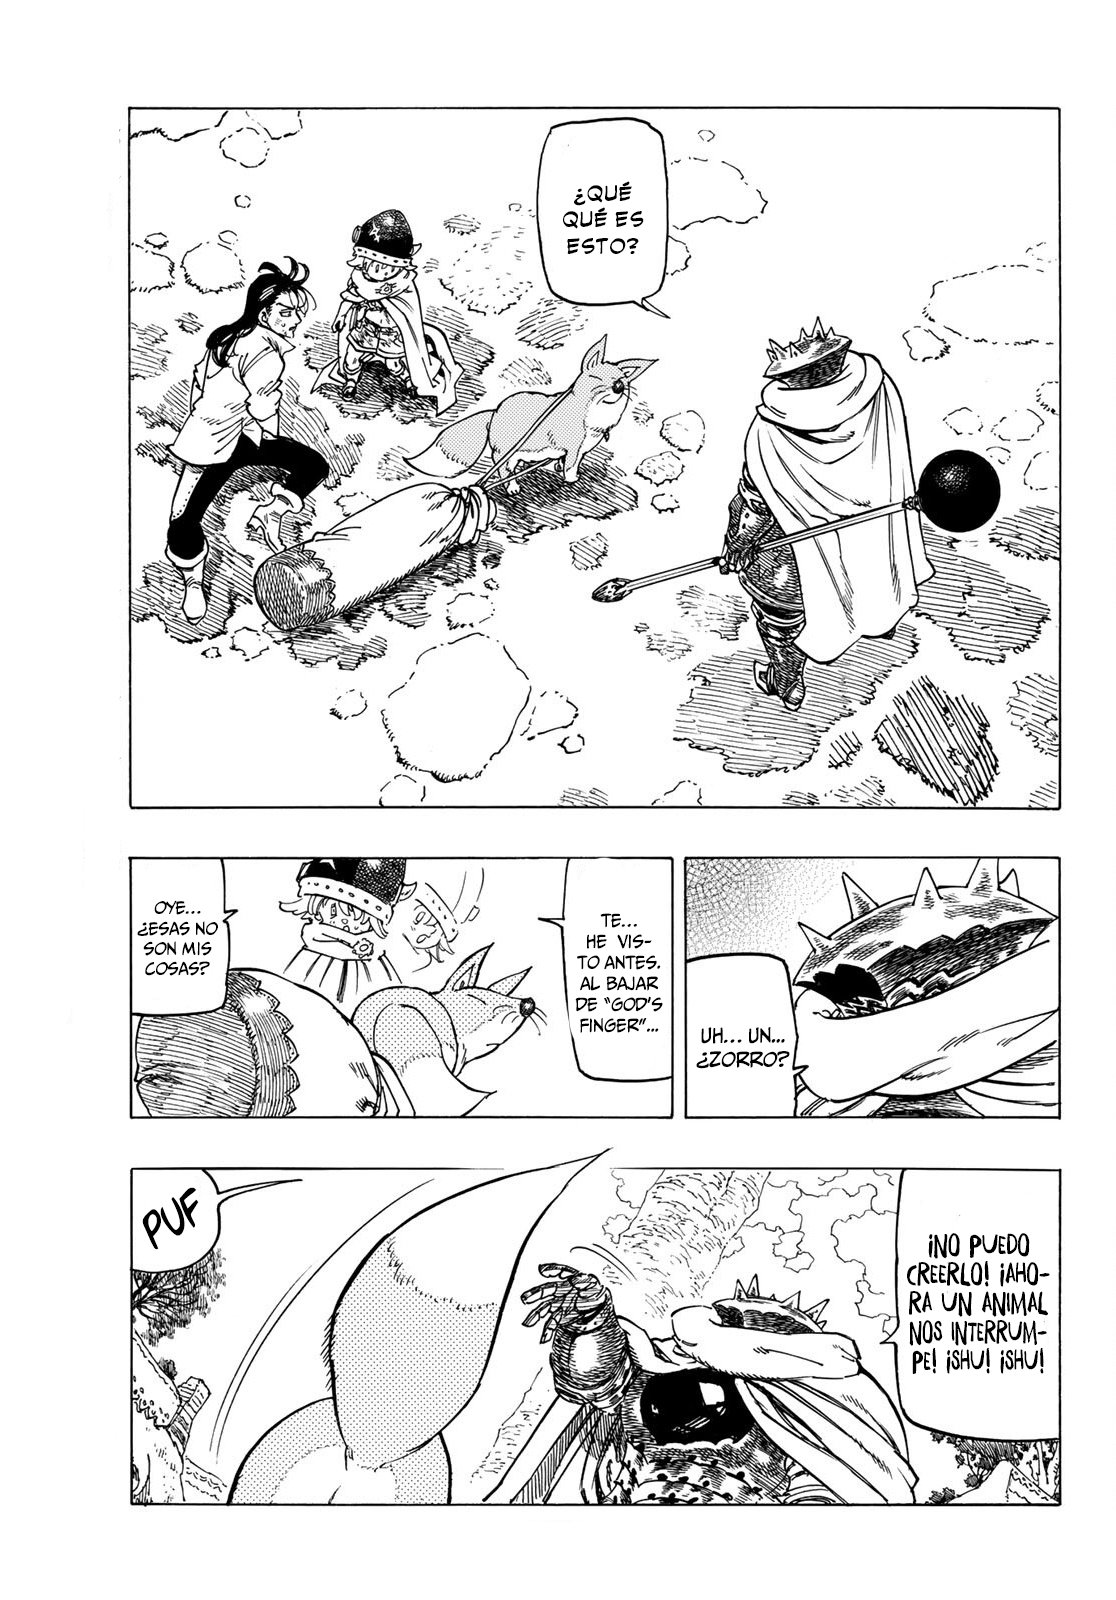 ¿QUÉ
QUÉ ES
ESTO?
UH... UN...
¿ZORRO?
TE...
HE VIS-
TO ANTES.
AL BAJAR
DE "GOD'S
FINGER"...
OYE...
¿ESAS NO
SON MIS
COSAS?
¡NO PUEDO
CREERLO! ¡AHO-
RA UN ANIMAL
NOS INTERRUM-
PE! ¡SHU! ¡SHU!
PUF